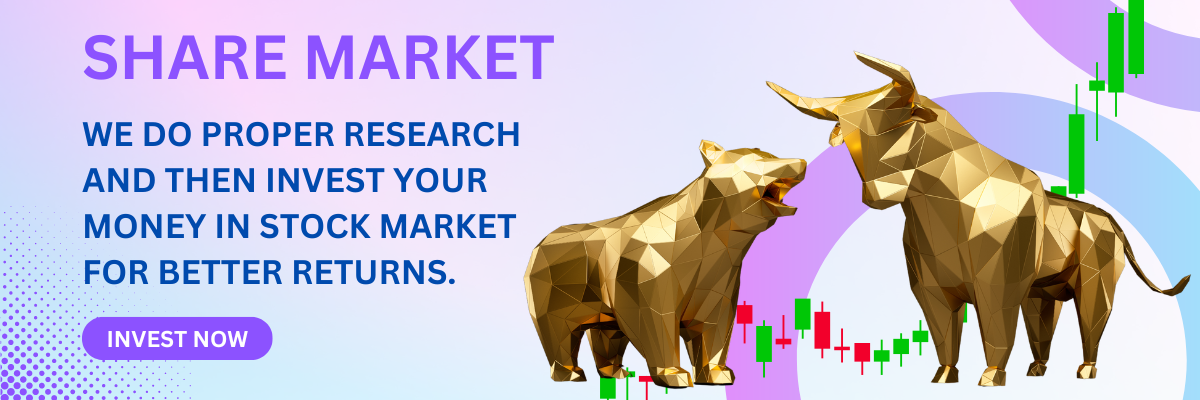 SHARE MARKET
WE DO PROPER RESEARCH
AND THEN INVEST YOUR
MONEY IN STOCK MARKET
FOR BETTER RETURNS.
INVEST NOW